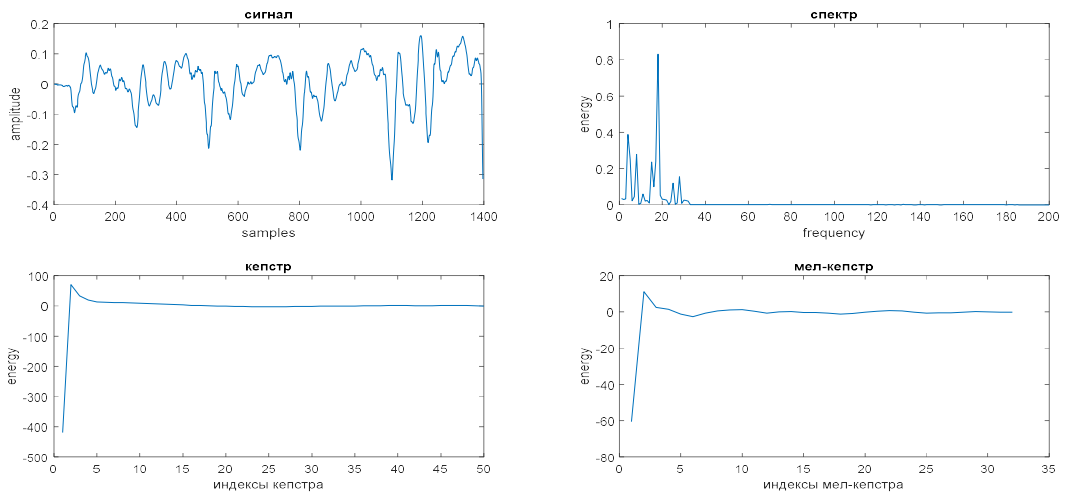 сигнал
0.2
0.1
0
-0.1
-0.2
-0.3
-0.4
amplitude
0 200 400 600 800 1000 1200 1400
samples
спектр
1
0.8
0.6
0.4
0.2
0
energy
0 20 40 60 80 100 120 140 160 180 200
frequency
кепстр
100
0
-100
-200
-300
-400
-500
energy
0 5 10 15 20 25 30 35 40 45 50
индексы кепстра
мел-кепстр
20
0
-20
-40
-60
-80
energy
0 5 10 15 20 25 30 35
индексы мел-кепстра